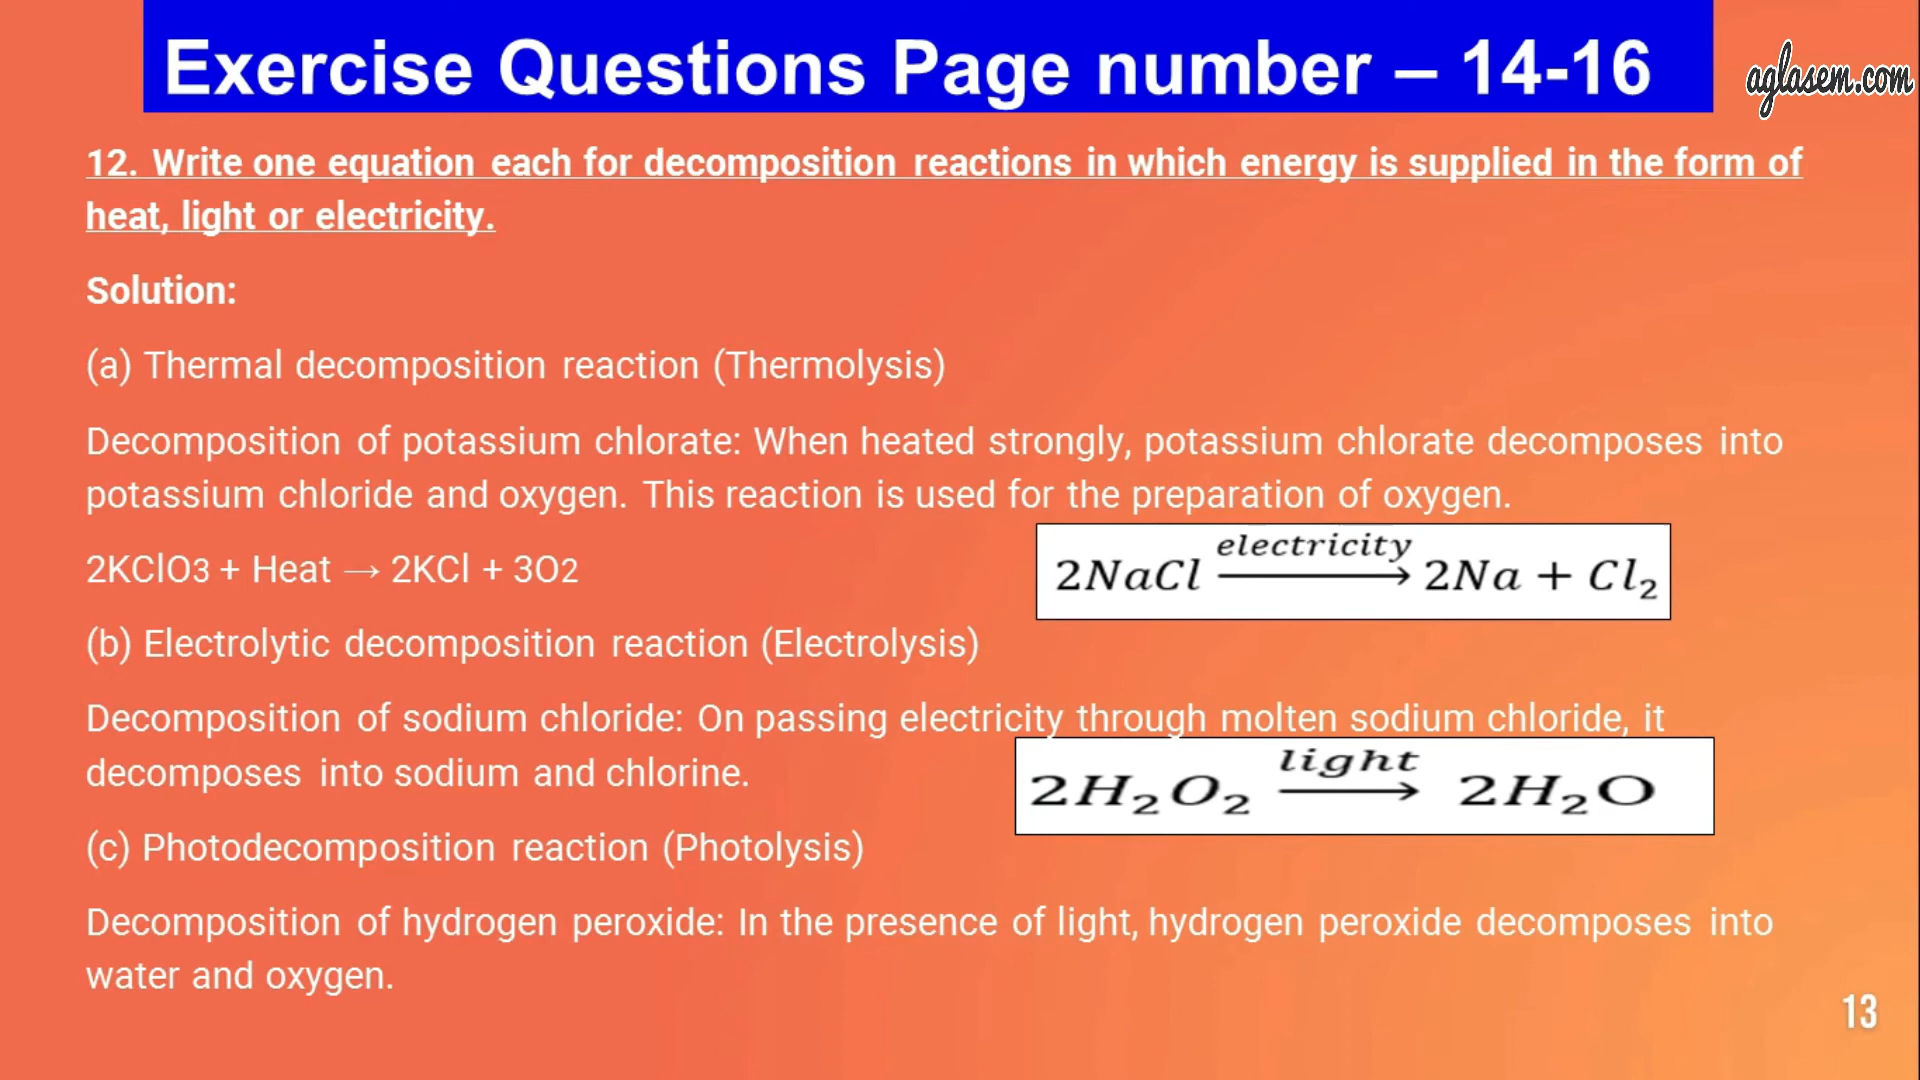 Exercise Questions Page number – 14-16
aglasem.com
12. Write one equation each for decomposition reactions in which energy is supplied in the form of
heat, light or electricity.
Solution:
(a) Thermal decomposition reaction (Thermolysis)
Decomposition of potassium chlorate: When heated strongly, potassium chlorate decomposes into
potassium chloride and oxygen. This reaction is used for the preparation of oxygen.
2KClO3 + Heat → 2KCl + 3O2
2NaCl electricity → 2Na + Cl₂
(b) Electrolytic decomposition reaction (Electrolysis)
Decomposition of sodium chloride: On passing electricity through molten sodium chloride, it
decomposes into sodium and chlorine.
2H₂O₂ light → 2H₂O
(c) Photodecomposition reaction (Photolysis)
Decomposition of hydrogen peroxide: In the presence of light, hydrogen peroxide decomposes into
water and oxygen.
13